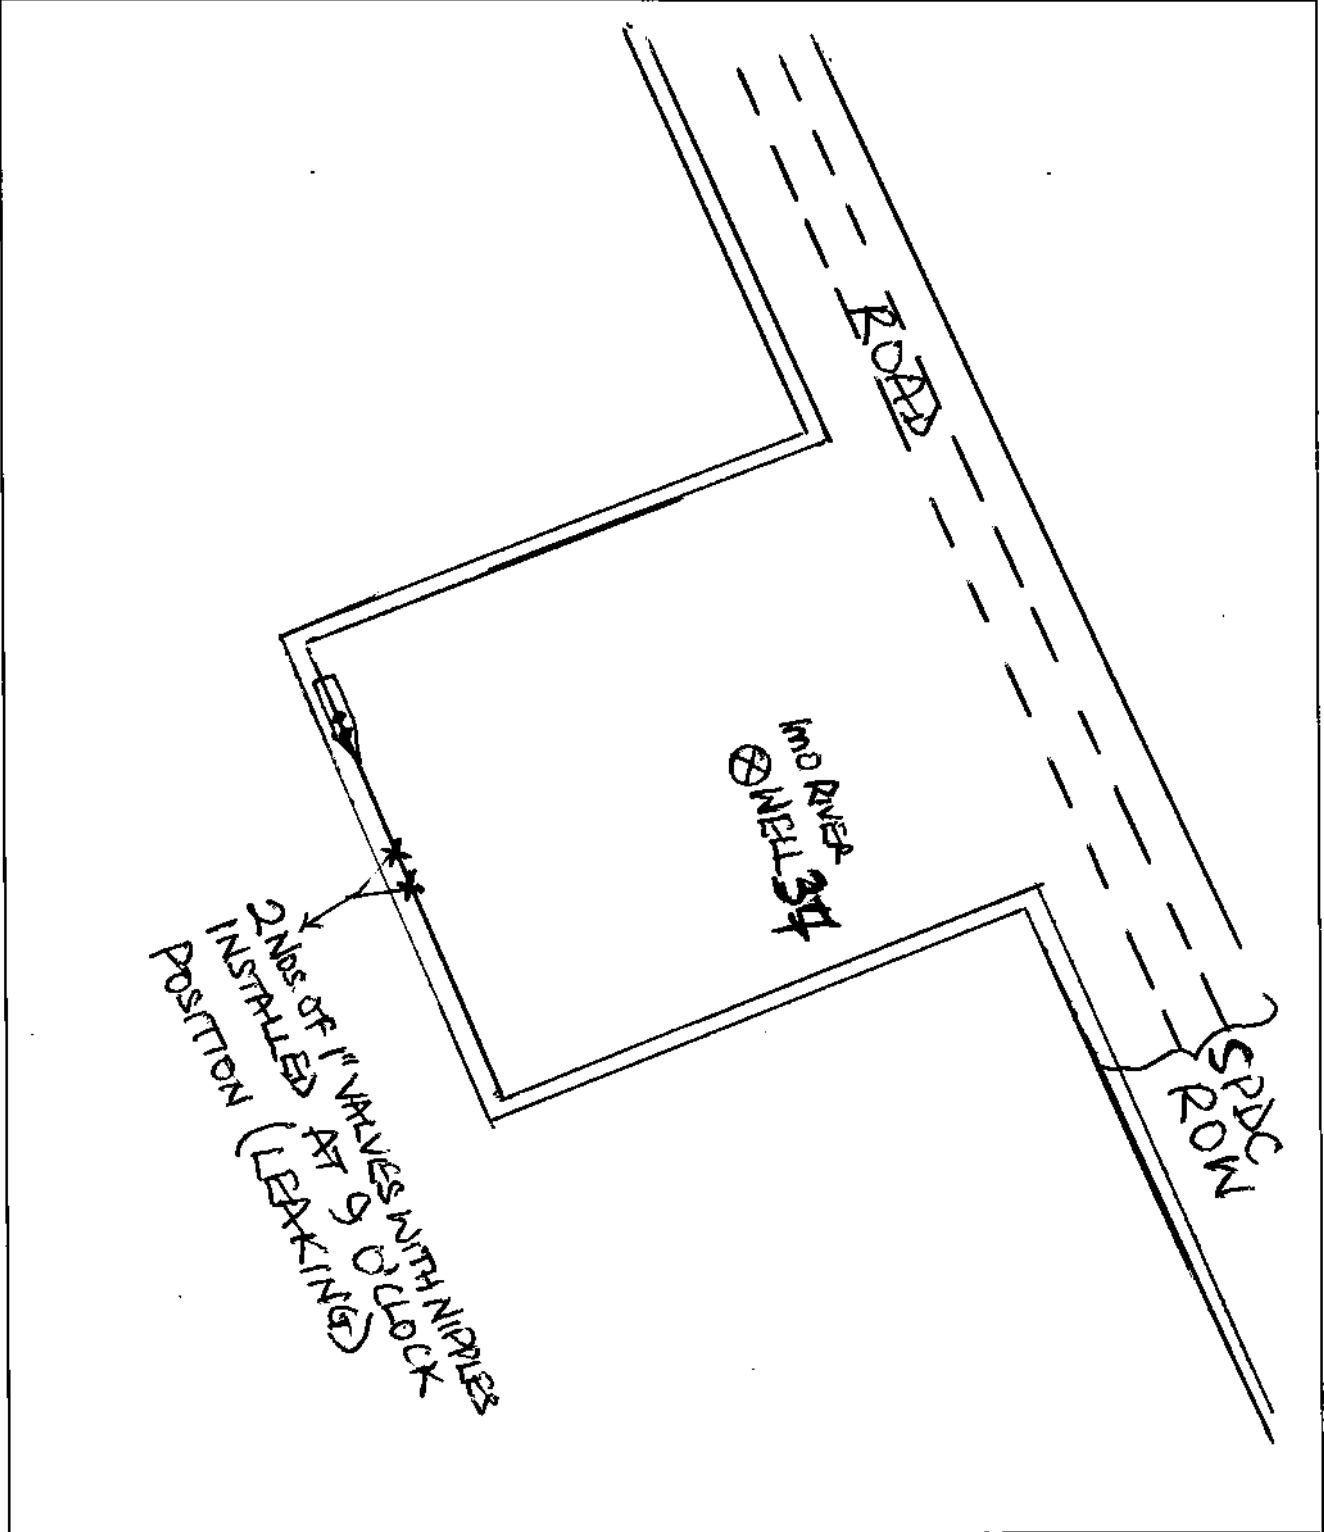 ROAD
SPDC
ROW
Imo RIVER
WELL
2 NOS. OF 1" VALVES WITH NIPPLES
INSTALLED AT 9 O'CLOCK
POSITION (LEAKING)